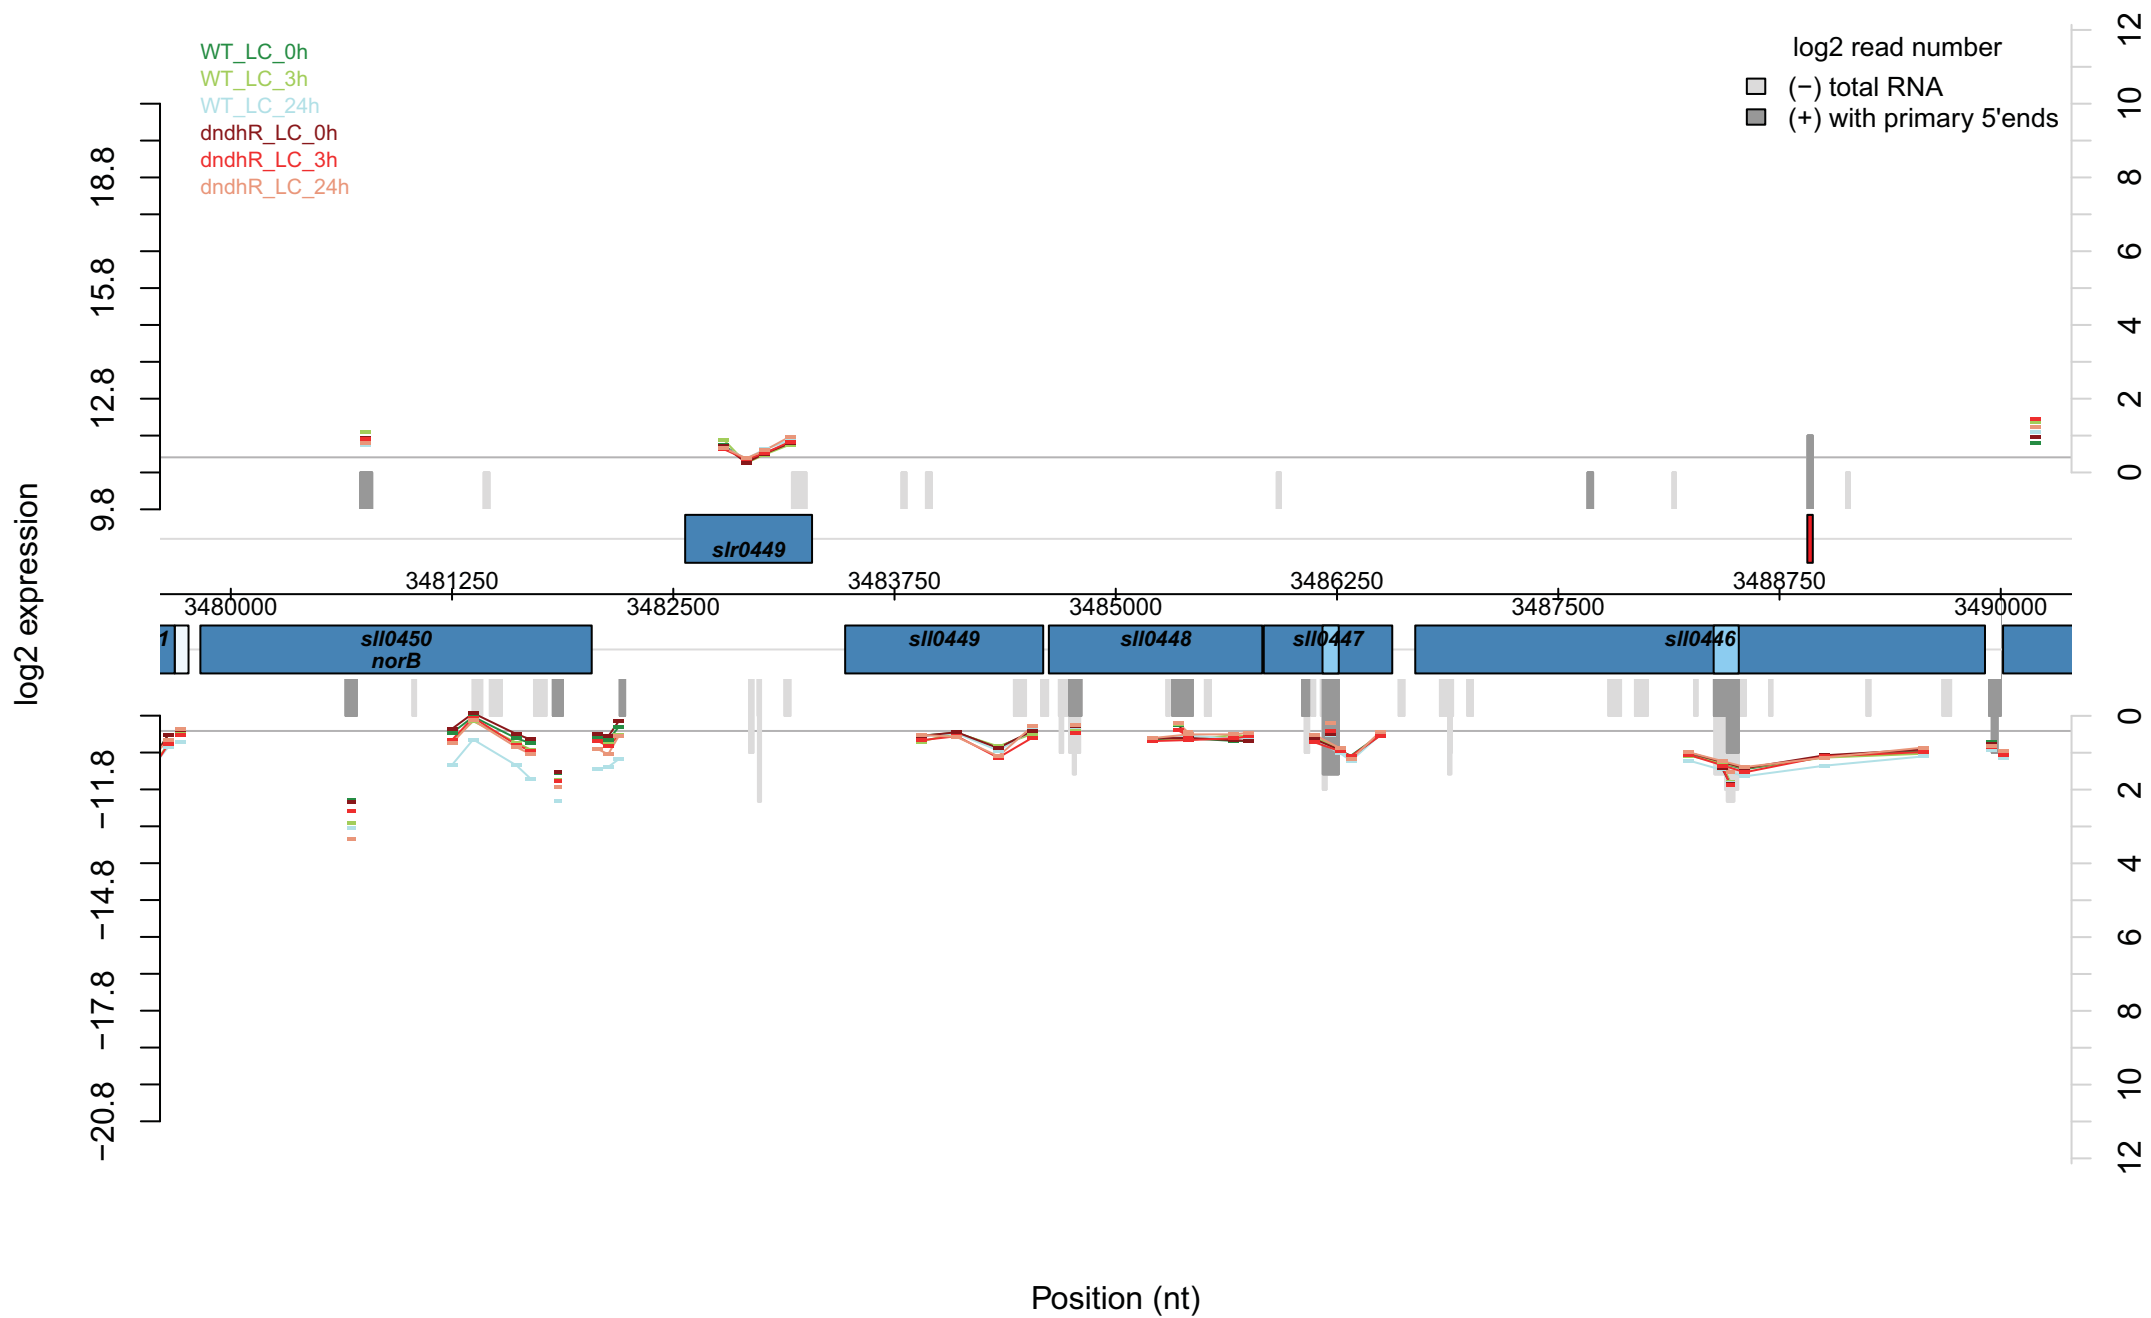 WT_LC_0h
WT_LC_3h
WT_LC_24h
dndhR_LC_0h
dndhR_LC_3h
dndhR_LC_24h
log2 read number
(−) total RNA
(+) with primary 5'ends
log2 expression
18.8
15.8
12.8
9.8
12
10
8
6
4
2
0
slr0449
3481250
3483750
3486250
3488750
3480000
3482500
3485000
3487500
3490000
1
sll0450
norB
sll0449
sll0448
sll0447
sll0446
−11.8
−14.8
−17.8
−20.8
0
2
4
6
8
10
12
Position (nt)